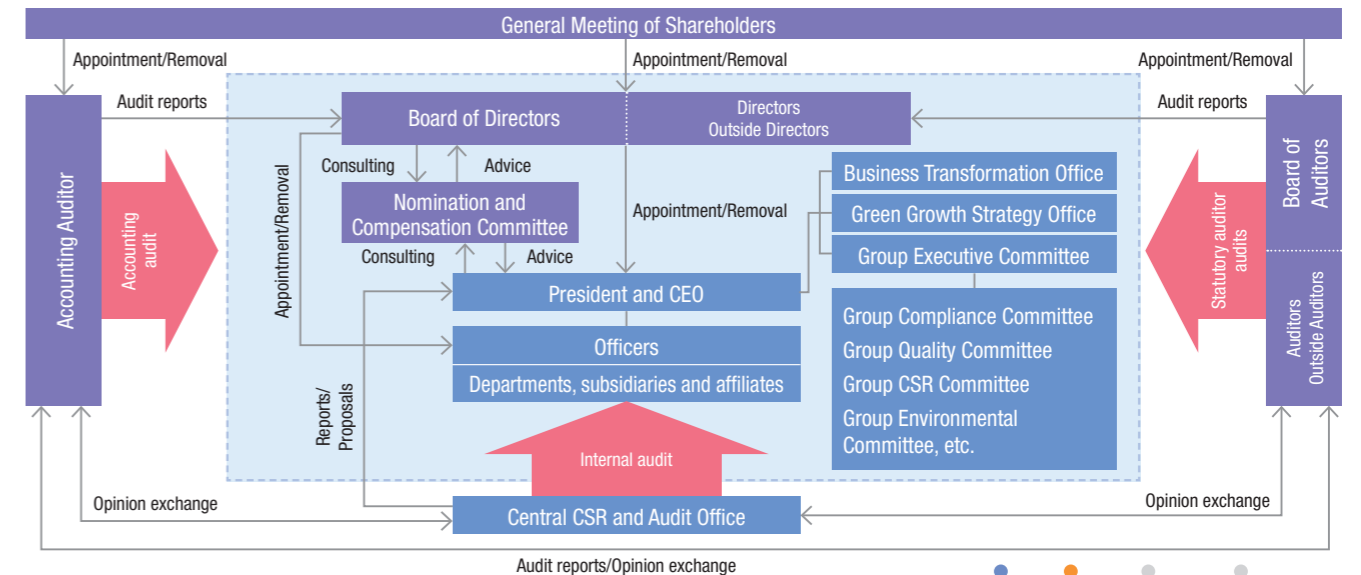 General Meeting of Shareholders
Appointment/Removal
Appointment/Removal
Appointment/Removal
Audit reports
Audit reports
Accounting Auditor
Accounting
audit
Board of Directors
Directors
Outside Directors
Board of
Auditors
Auditors
Outside Auditors
Statutory auditor
audits
Appointment/Removal
Consulting
Advice
Nomination and
Compensation Committee
Consulting
Advice
Appointment/Removal
Business Transformation Office
Green Growth Strategy Office
Group Executive Committee
President and CEO
Group Compliance Committee
Group Quality Committee
Group CSR Committee
Group Environmental
Committee, etc.
Officers
Departments, subsidiaries and affiliates
Reports/
Proposals
Internal audit
Opinion exchange
Central CSR and Audit Office
Opinion exchange
Audit reports/Opinion exchange